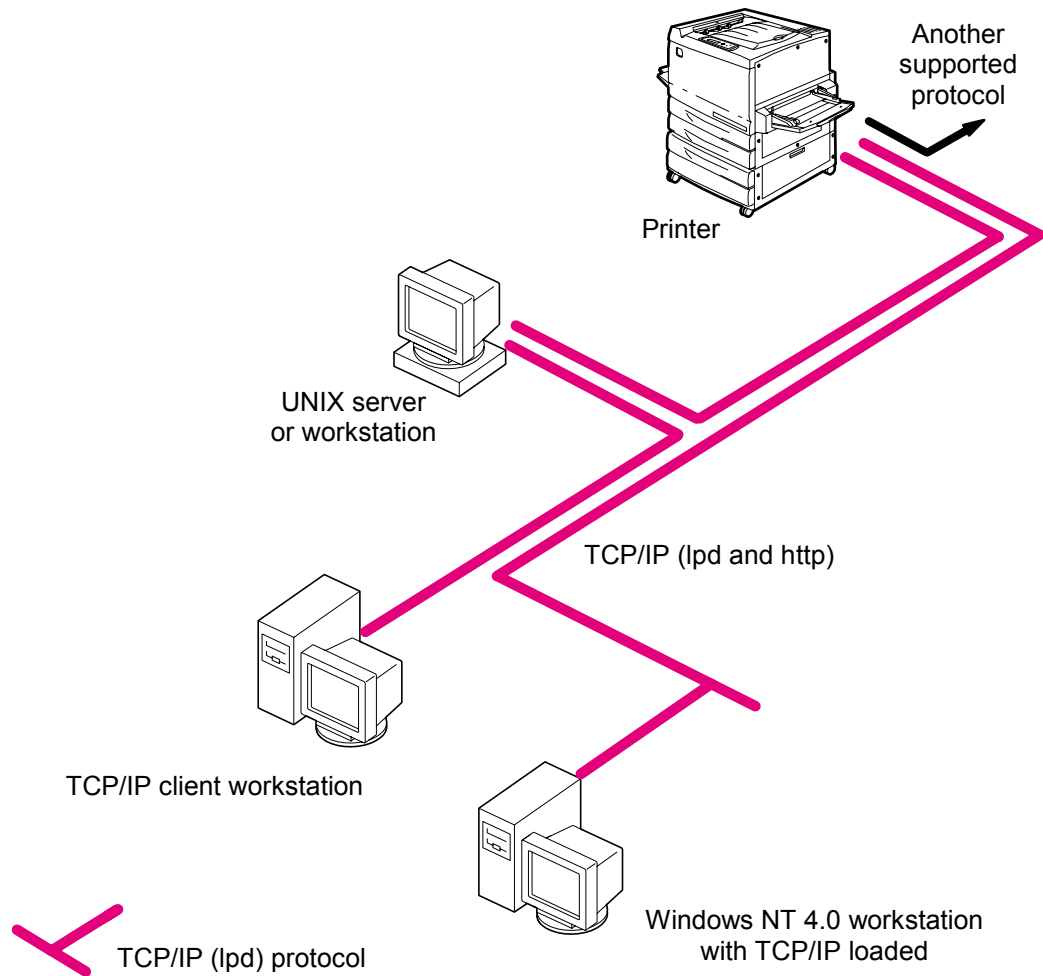 Another
supported
protocol
Printer
UNIX server
or workstation
TCP/IP (lpd and http)
TCP/IP client workstation
Windows NT 4.0 workstation
with TCP/IP loaded
TCP/IP (lpd) protocol